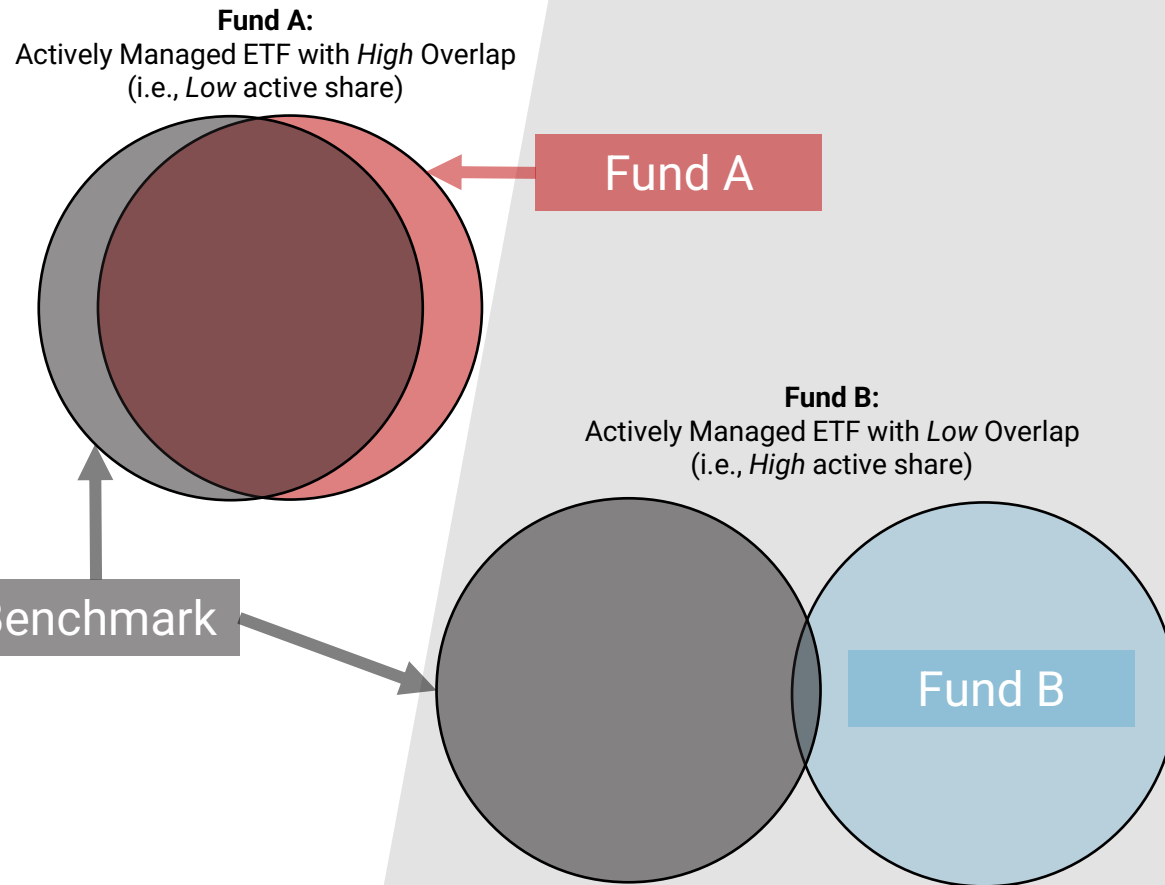 Fund A:
Actively Managed ETF with High Overlap
(i.e., Low active share)
Fund A
Fund B:
Actively Managed ETF with Low Overlap
(i.e., High active share)
Benchmark
Fund B